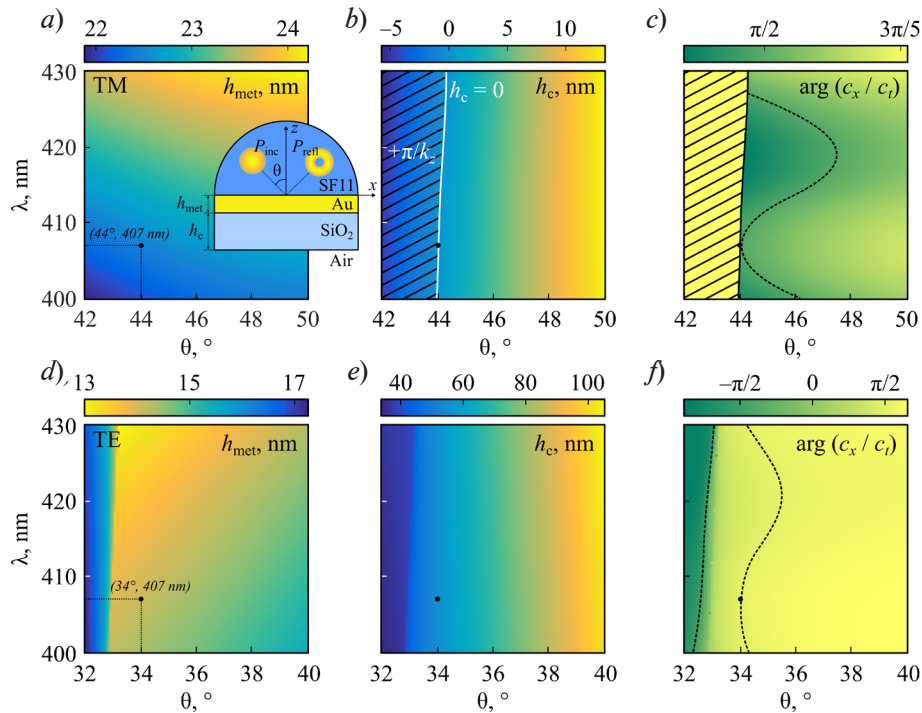 a)
22 23 24
TM
h_met, nm
430
420
410
400
λ, nm
(44°, 407 nm)
42 44 46 48 50
θ, °
z
P_inc
P_refl
θ
SF11
x
h_met
Au
h_c
SiO₂
Air
b)
−5 0 5 10
h_c = 0
h_c, nm
+π/k_z
42 44 46 48 50
θ, °
c)
π/2 3π/5
arg (c_x / c_t)
42 44 46 48 50
θ, °
d)
13 15 17
TE
h_met, nm
430
420
410
400
λ, nm
(34°, 407 nm)
32 34 36 38 40
θ, °
e)
40 60 80 100
h_c, nm
32 34 36 38 40
θ, °
f)
−π/2 0 π/2
arg (c_x / c_t)
32 34 36 38 40
θ, °